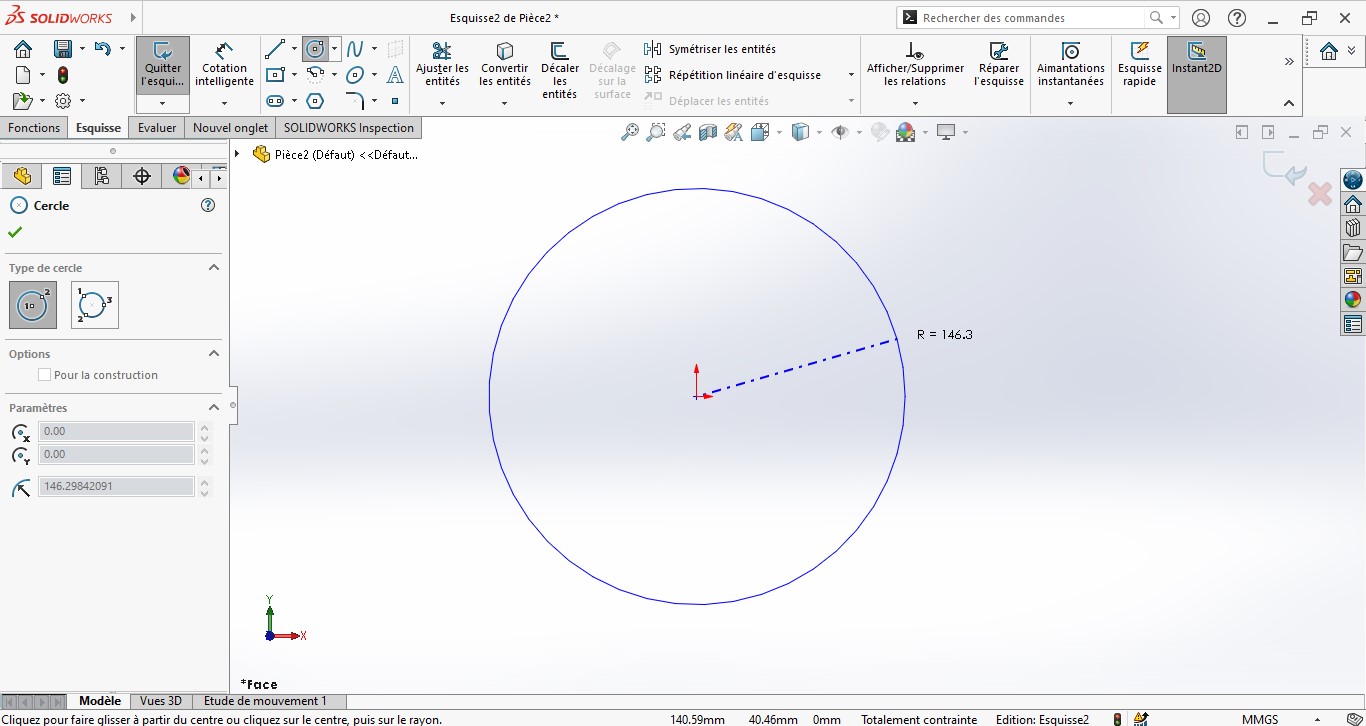 SOLIDWORKS
Esquisse2 de Pièce2 *
Rechercher des commandes
Quitter l'esqui...
Cotation intelligente
Ajuster les entités
Convertir les entités
Décaler les entités
Décalage sur la surface
Symétriser les entités
Répétition linéaire d'esquisse
Déplacer les entités
Afficher/Supprimer les relations
Réparer l'esquisse
Aimantations instantanées
Esquisse rapide
Instant2D
Fonctions
Esquisse
Evaluer
Nouvel onglet
SOLIDWORKS Inspection
Pièce2 (Défaut) <<Défaut...
Cercle
Type de cercle
1 2
1 2 3
Options
Pour la construction
Paramètres
X 0.00
Y 0.00
146.29842091
R = 146.3
Y
X
*Face
Modèle
Vues 3D
Etude de mouvement 1
Cliquez pour faire glisser à partir du centre ou cliquez sur le centre, puis sur le rayon.
140.59mm
40.46mm
0mm
Totalement contrainte
Edition: Esquisse2
MMGS